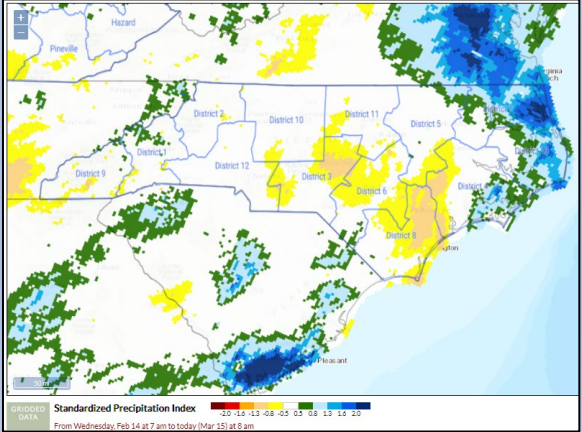 +
−
Hazard
Pineville
District 2
District 10
District 11
District 5
District 1
District 12
District 3
District 9
District 6
District 4
District 8
gton
Pleasant
GRIDDED
DATA
Standardized Precipitation Index
-2.0 -1.6 -1.3 -0.8 -0.5 0.5 0.8 1.3 1.6 2.0
From Wednesday, Feb 14 at 7 am to today (Mar 15) at 8 am